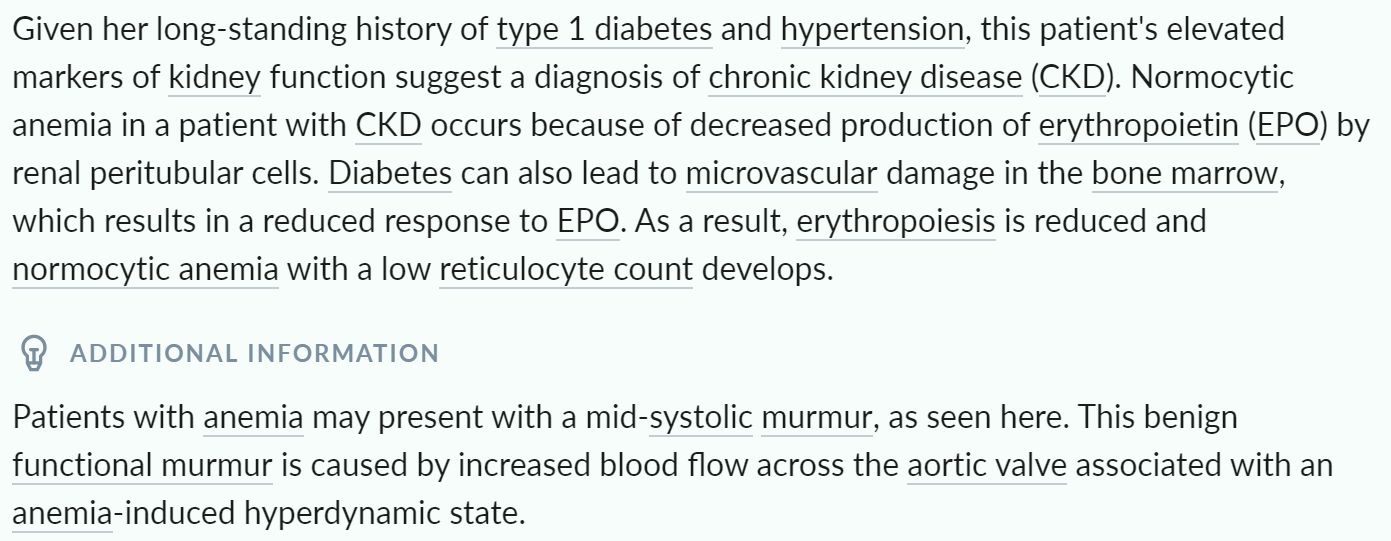 Given her long-standing history of type 1 diabetes and hypertension, this patient's elevated
markers of kidney function suggest a diagnosis of chronic kidney disease (CKD). Normocytic
anemia in a patient with CKD occurs because of decreased production of erythropoietin (EPO) by
renal peritubular cells. Diabetes can also lead to microvascular damage in the bone marrow,
which results in a reduced response to EPO. As a result, erythropoiesis is reduced and
normocytic anemia with a low reticulocyte count develops.
ADDITIONAL INFORMATION
Patients with anemia may present with a mid-systolic murmur, as seen here. This benign
functional murmur is caused by increased blood flow across the aortic valve associated with an
anemia-induced hyperdynamic state.